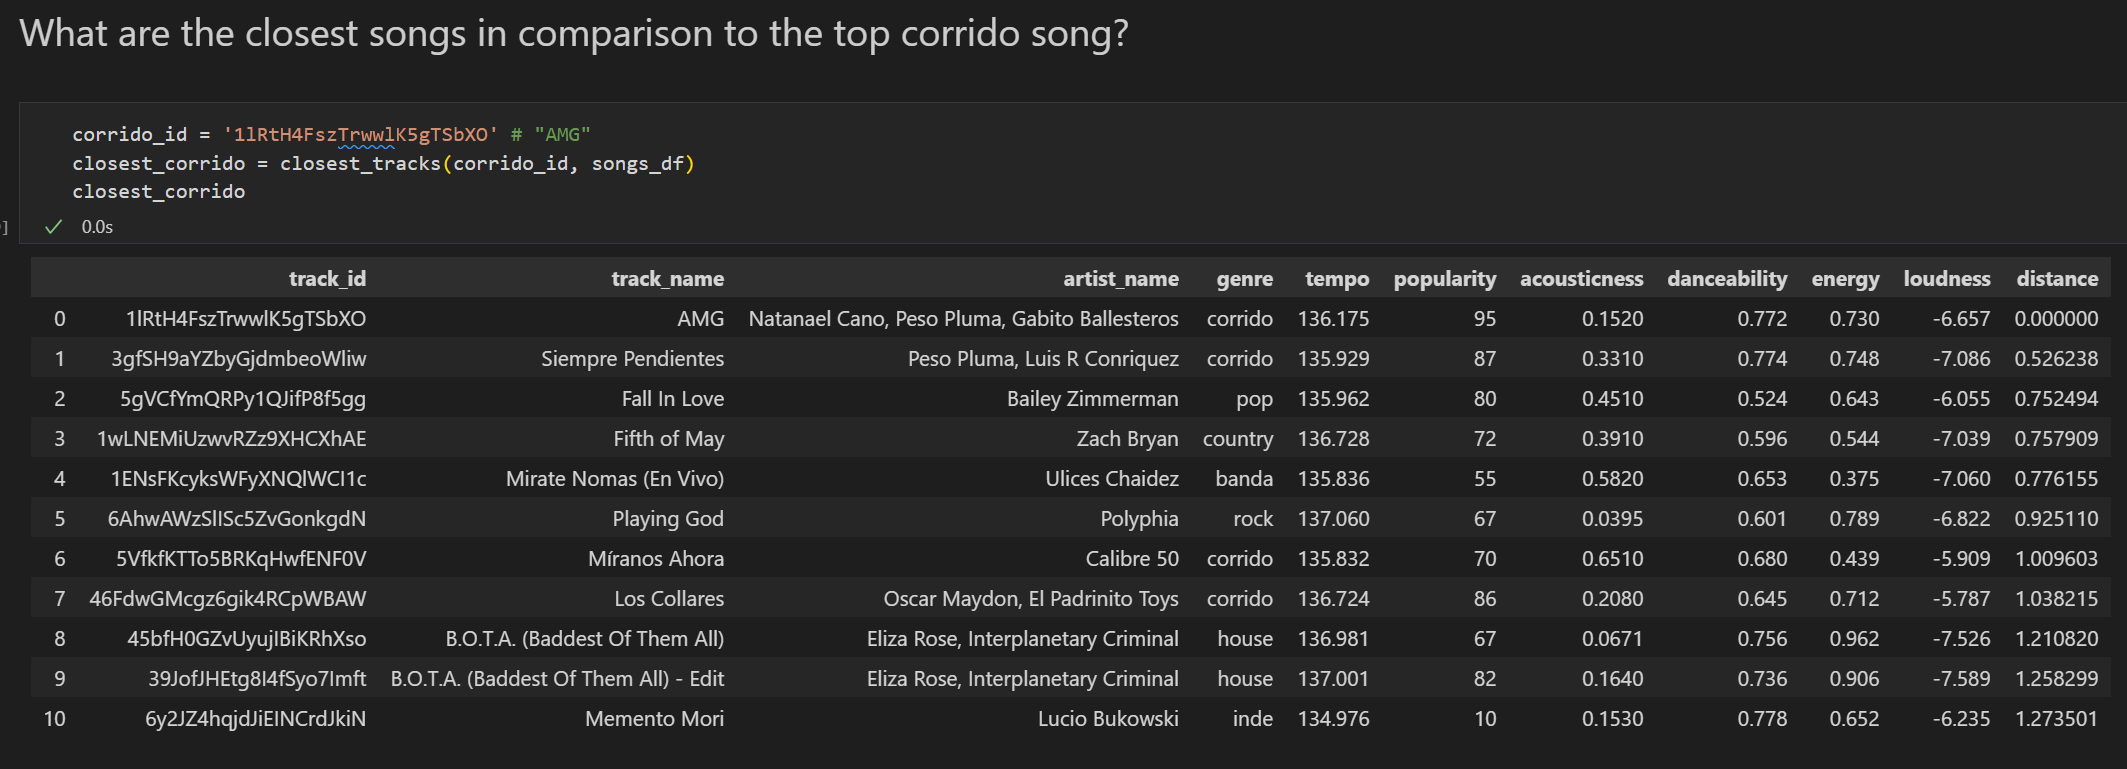 What are the closest songs in comparison to the top corrido song?
corrido_id = '1lRtH4FszTrwwlK5gTSbXO' # "AMG"
closest_corrido = closest_tracks(corrido_id, songs_df)
closest_corrido
] 0.0s
track_id track_name artist_name genre tempo popularity acousticness danceability energy loudness distance
0 1lRtH4FszTrwwlK5gTSbXO AMG Natanael Cano, Peso Pluma, Gabito Ballesteros corrido 136.175 95 0.1520 0.772 0.730 -6.657 0.000000
1 3gfSH9aYZbyGjdmbeoWliw Siempre Pendientes Peso Pluma, Luis R Conriquez corrido 135.929 87 0.3310 0.774 0.748 -7.086 0.526238
2 5gVCfYmQRPy1QJifP8f5gg Fall In Love Bailey Zimmerman pop 135.962 80 0.4510 0.524 0.643 -6.055 0.752494
3 1wLNEMiUzwvRZz9XHCXhAE Fifth of May Zach Bryan country 136.728 72 0.3910 0.596 0.544 -7.039 0.757909
4 1ENsFKcyksWFyXNQlWCI1c Mirate Nomas (En Vivo) Ulices Chaidez banda 135.836 55 0.5820 0.653 0.375 -7.060 0.776155
5 6AhwAWzSlISc5ZvGonkgdN Playing God Polyphia rock 137.060 67 0.0395 0.601 0.789 -6.822 0.925110
6 5VfkfKTTo5BRKqHwfENF0V Míranos Ahora Calibre 50 corrido 135.832 70 0.6510 0.680 0.439 -5.909 1.009603
7 46FdwGMcgz6gik4RCpWBAW Los Collares Oscar Maydon, El Padrinito Toys corrido 136.724 86 0.2080 0.645 0.712 -5.787 1.038215
8 45bfH0GZvUyujIBiKRhXso B.O.T.A. (Baddest Of Them All) Eliza Rose, Interplanetary Criminal house 136.981 67 0.0671 0.756 0.962 -7.526 1.210820
9 39JofJHEtg8I4fSyo7Imft B.O.T.A. (Baddest Of Them All) - Edit Eliza Rose, Interplanetary Criminal house 137.001 82 0.1640 0.736 0.906 -7.589 1.258299
10 6y2JZ4hqjdJiEINCrdJkiN Memento Mori Lucio Bukowski inde 134.976 10 0.1530 0.778 0.652 -6.235 1.273501